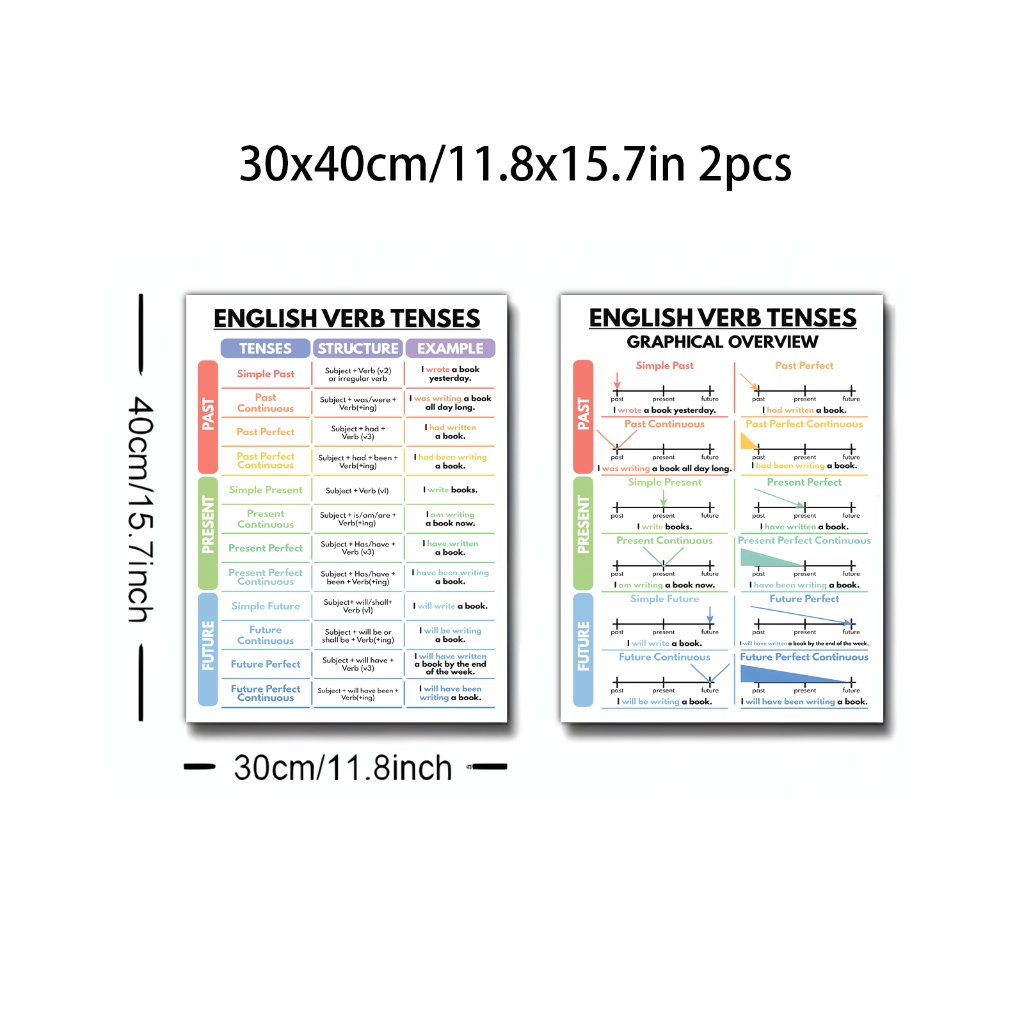 30x40cm/11.8x15.7in 2pcs
40cm/15.7inch
ENGLISH VERB TENSES
TENSES STRUCTURE EXAMPLE
PAST
Simple Past
Subject + Verb (v2)
or irregular verb
I wrote a book
yesterday.
Past
Continuous
Subject + was/were +
Verb(+ing)
I was writing a book
all day long.
Past Perfect
Subject + had +
Verb (v3)
I had written
a book.
Past Perfect
Continuous
Subject + had + been +
Verb(+ing)
I had been writing
a book.
PRESENT
Simple Present
Subject + Verb (vl)
I write books.
Present
Continuous
Subject + is/am/are +
Verb(+ing)
I am writing
a book now.
Present Perfect
Subject + Has/have +
Verb (v3)
I have written
a book.
Present Perfect
Continuous
Subject + Has/have +
been + Verb(+ing)
I have been writing
a book.
FUTURE
Simple Future
Subject+ will/shall+
Verb (vl)
I will write a book.
Future
Continuous
Subject + will be or
shall be + Verb(+ing)
I will be writing
a book.
Future Perfect
Subject + will have +
Verb (v3)
I will have written
a book by the end
of the week.
Future Perfect
Continuous
Subject + will have been +
Verb(+ing)
I will have been
writing a book.
30cm/11.8inch
ENGLISH VERB TENSES
GRAPHICAL OVERVIEW
PAST
Simple Past
past present future
I wrote a book yesterday.
Past Perfect
past present future
I had written a book.
Past Continuous
past present future
I was writing a book all day long.
Past Perfect Continuous
past present future
I had been writing a book.
PRESENT
Simple Present
past present future
I write books.
Present Perfect
past present future
I have written a book.
Present Continuous
past present future
I am writing a book now.
Present Perfect Continuous
past present future
I have been writing a book.
FUTURE
Simple Future
past present future
I will write a book.
Future Perfect
past present future
I will have written a book by the end of the week.
Future Continuous
past present future
I will be writing a book.
Future Perfect Continuous
past present future
I will have been writing a book.